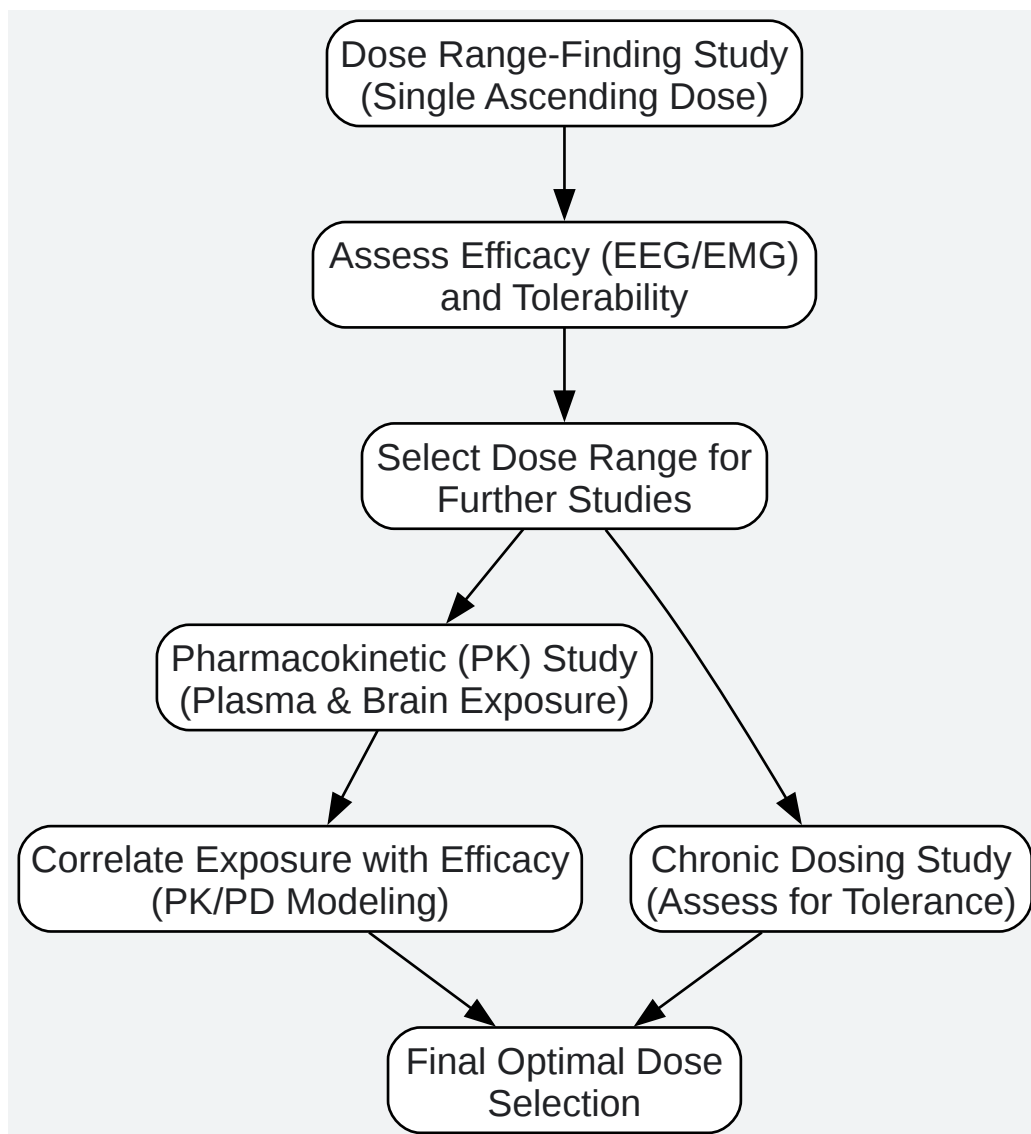 Dose Range-Finding Study
(Single Ascending Dose)
Assess Efficacy (EEG/EMG)
and Tolerability
Select Dose Range for
Further Studies
Pharmacokinetic (PK) Study
(Plasma & Brain Exposure)
Correlate Exposure with Efficacy
(PK/PD Modeling)
Chronic Dosing Study
(Assess for Tolerance)
Final Optimal Dose
Selection